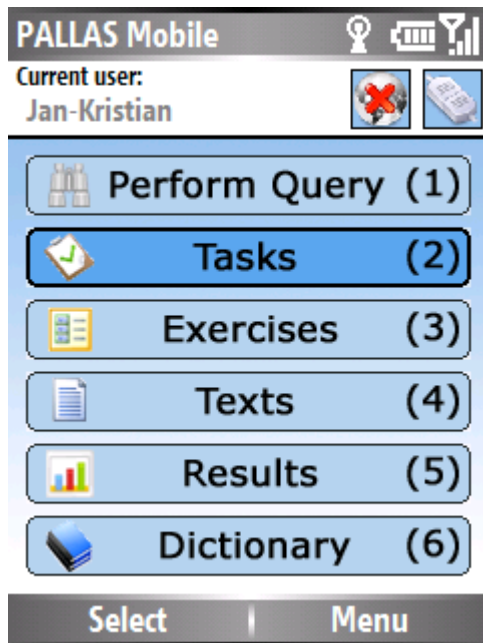 PALLAS Mobile
Current user:
Jan-Kristian
Perform Query (1)
Tasks (2)
Exercises (3)
Texts (4)
Results (5)
Dictionary (6)
Select Menu